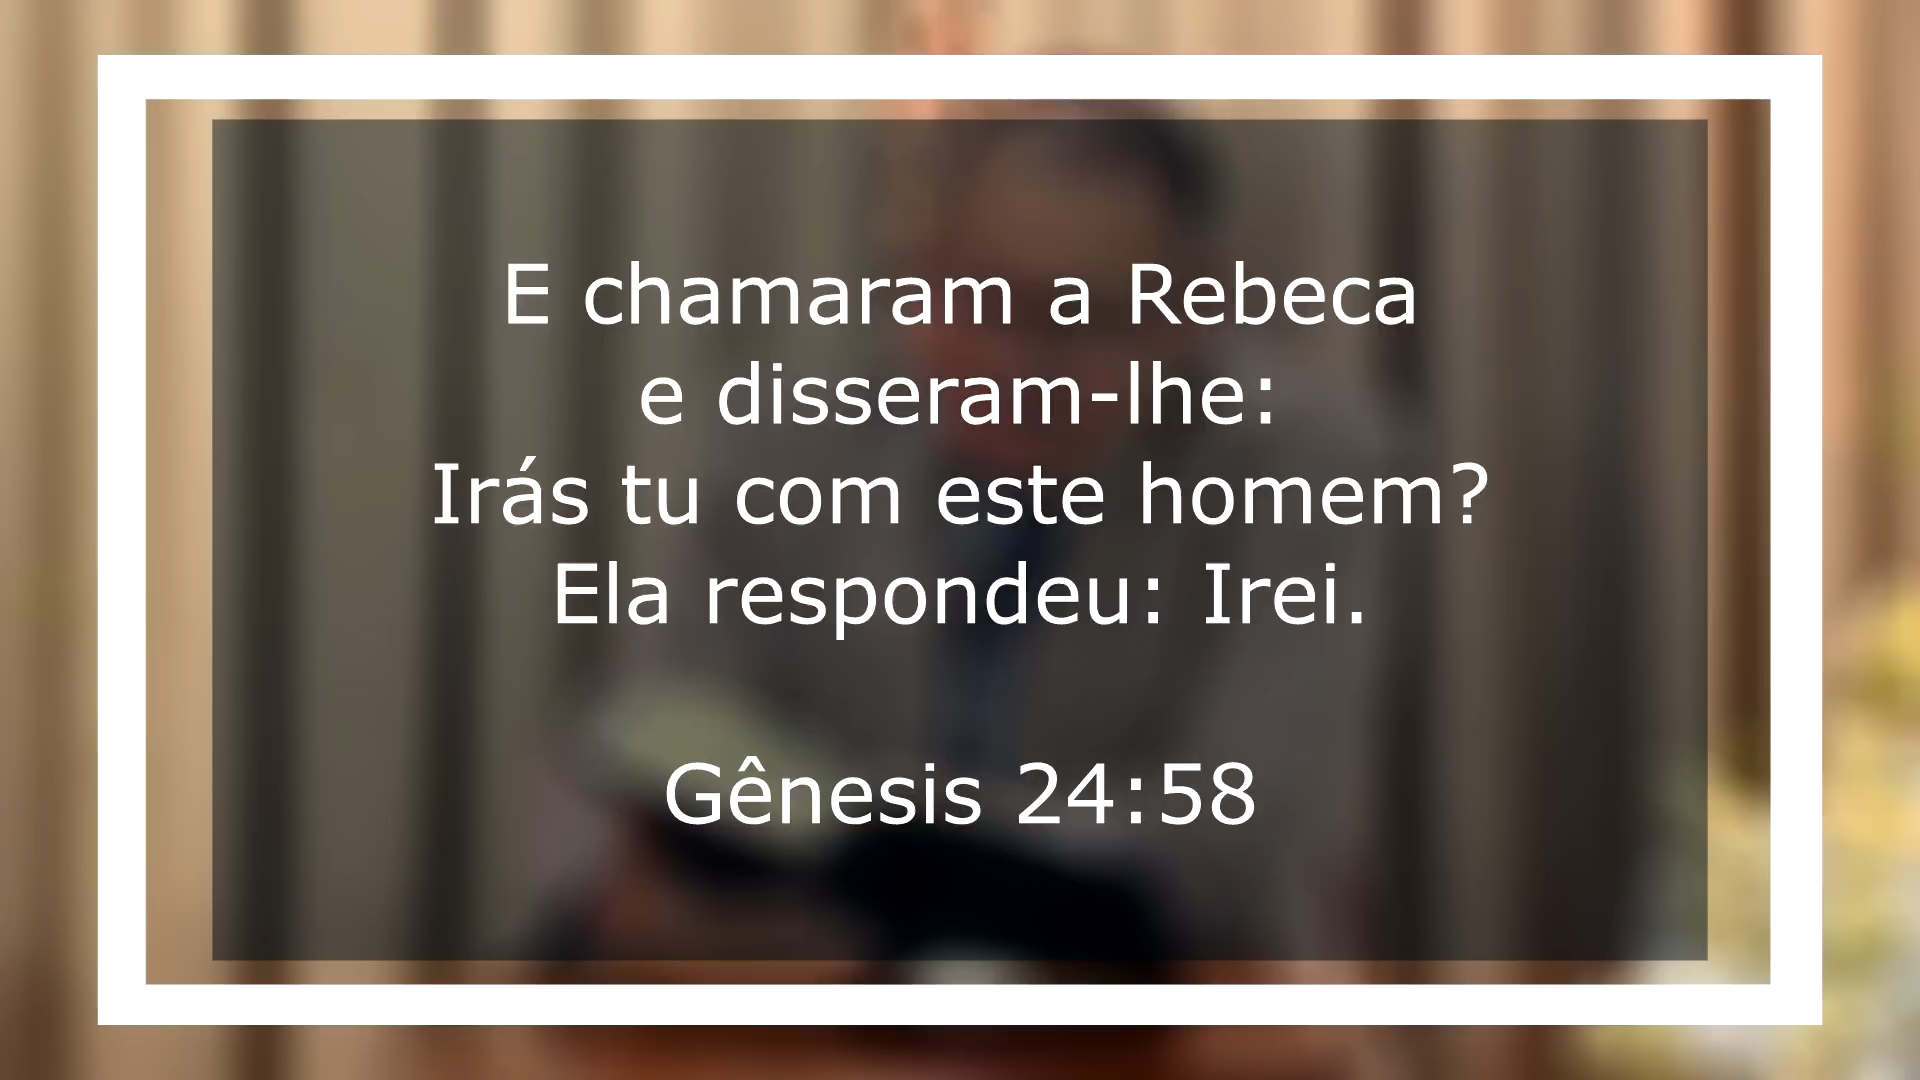 E chamaram a Rebeca
e disseram-lhe:
Irás tu com este homem?
Ela respondeu: Irei.
Gênesis 24:58